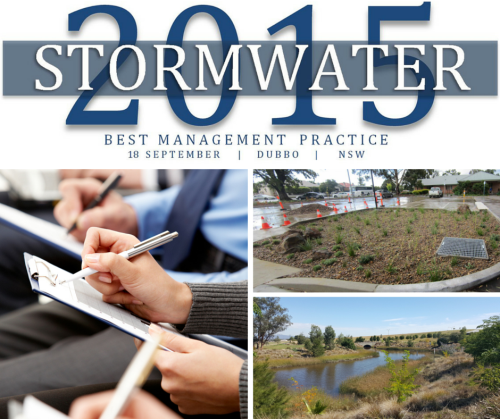 2015
STORMWATER
BEST MANAGEMENT PRACTICE
18 SEPTEMBER | DUBBO | NSW